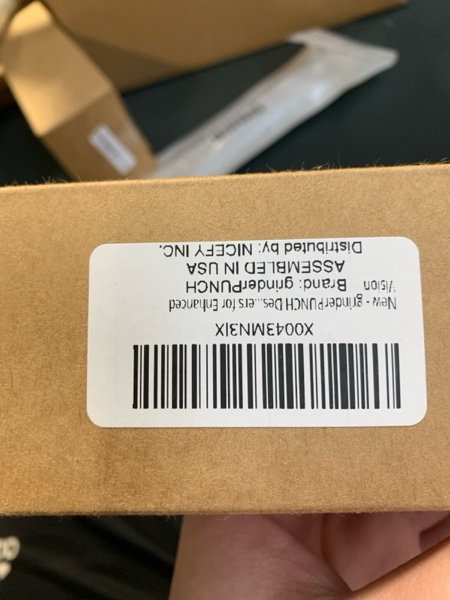 X0043MN3IX
New - grinderPUNCH Des...ers for Enhanced
Vision
Brand: grinderPUNCH
ASSEMBLED IN USA
Distributed by: NICEFY INC.